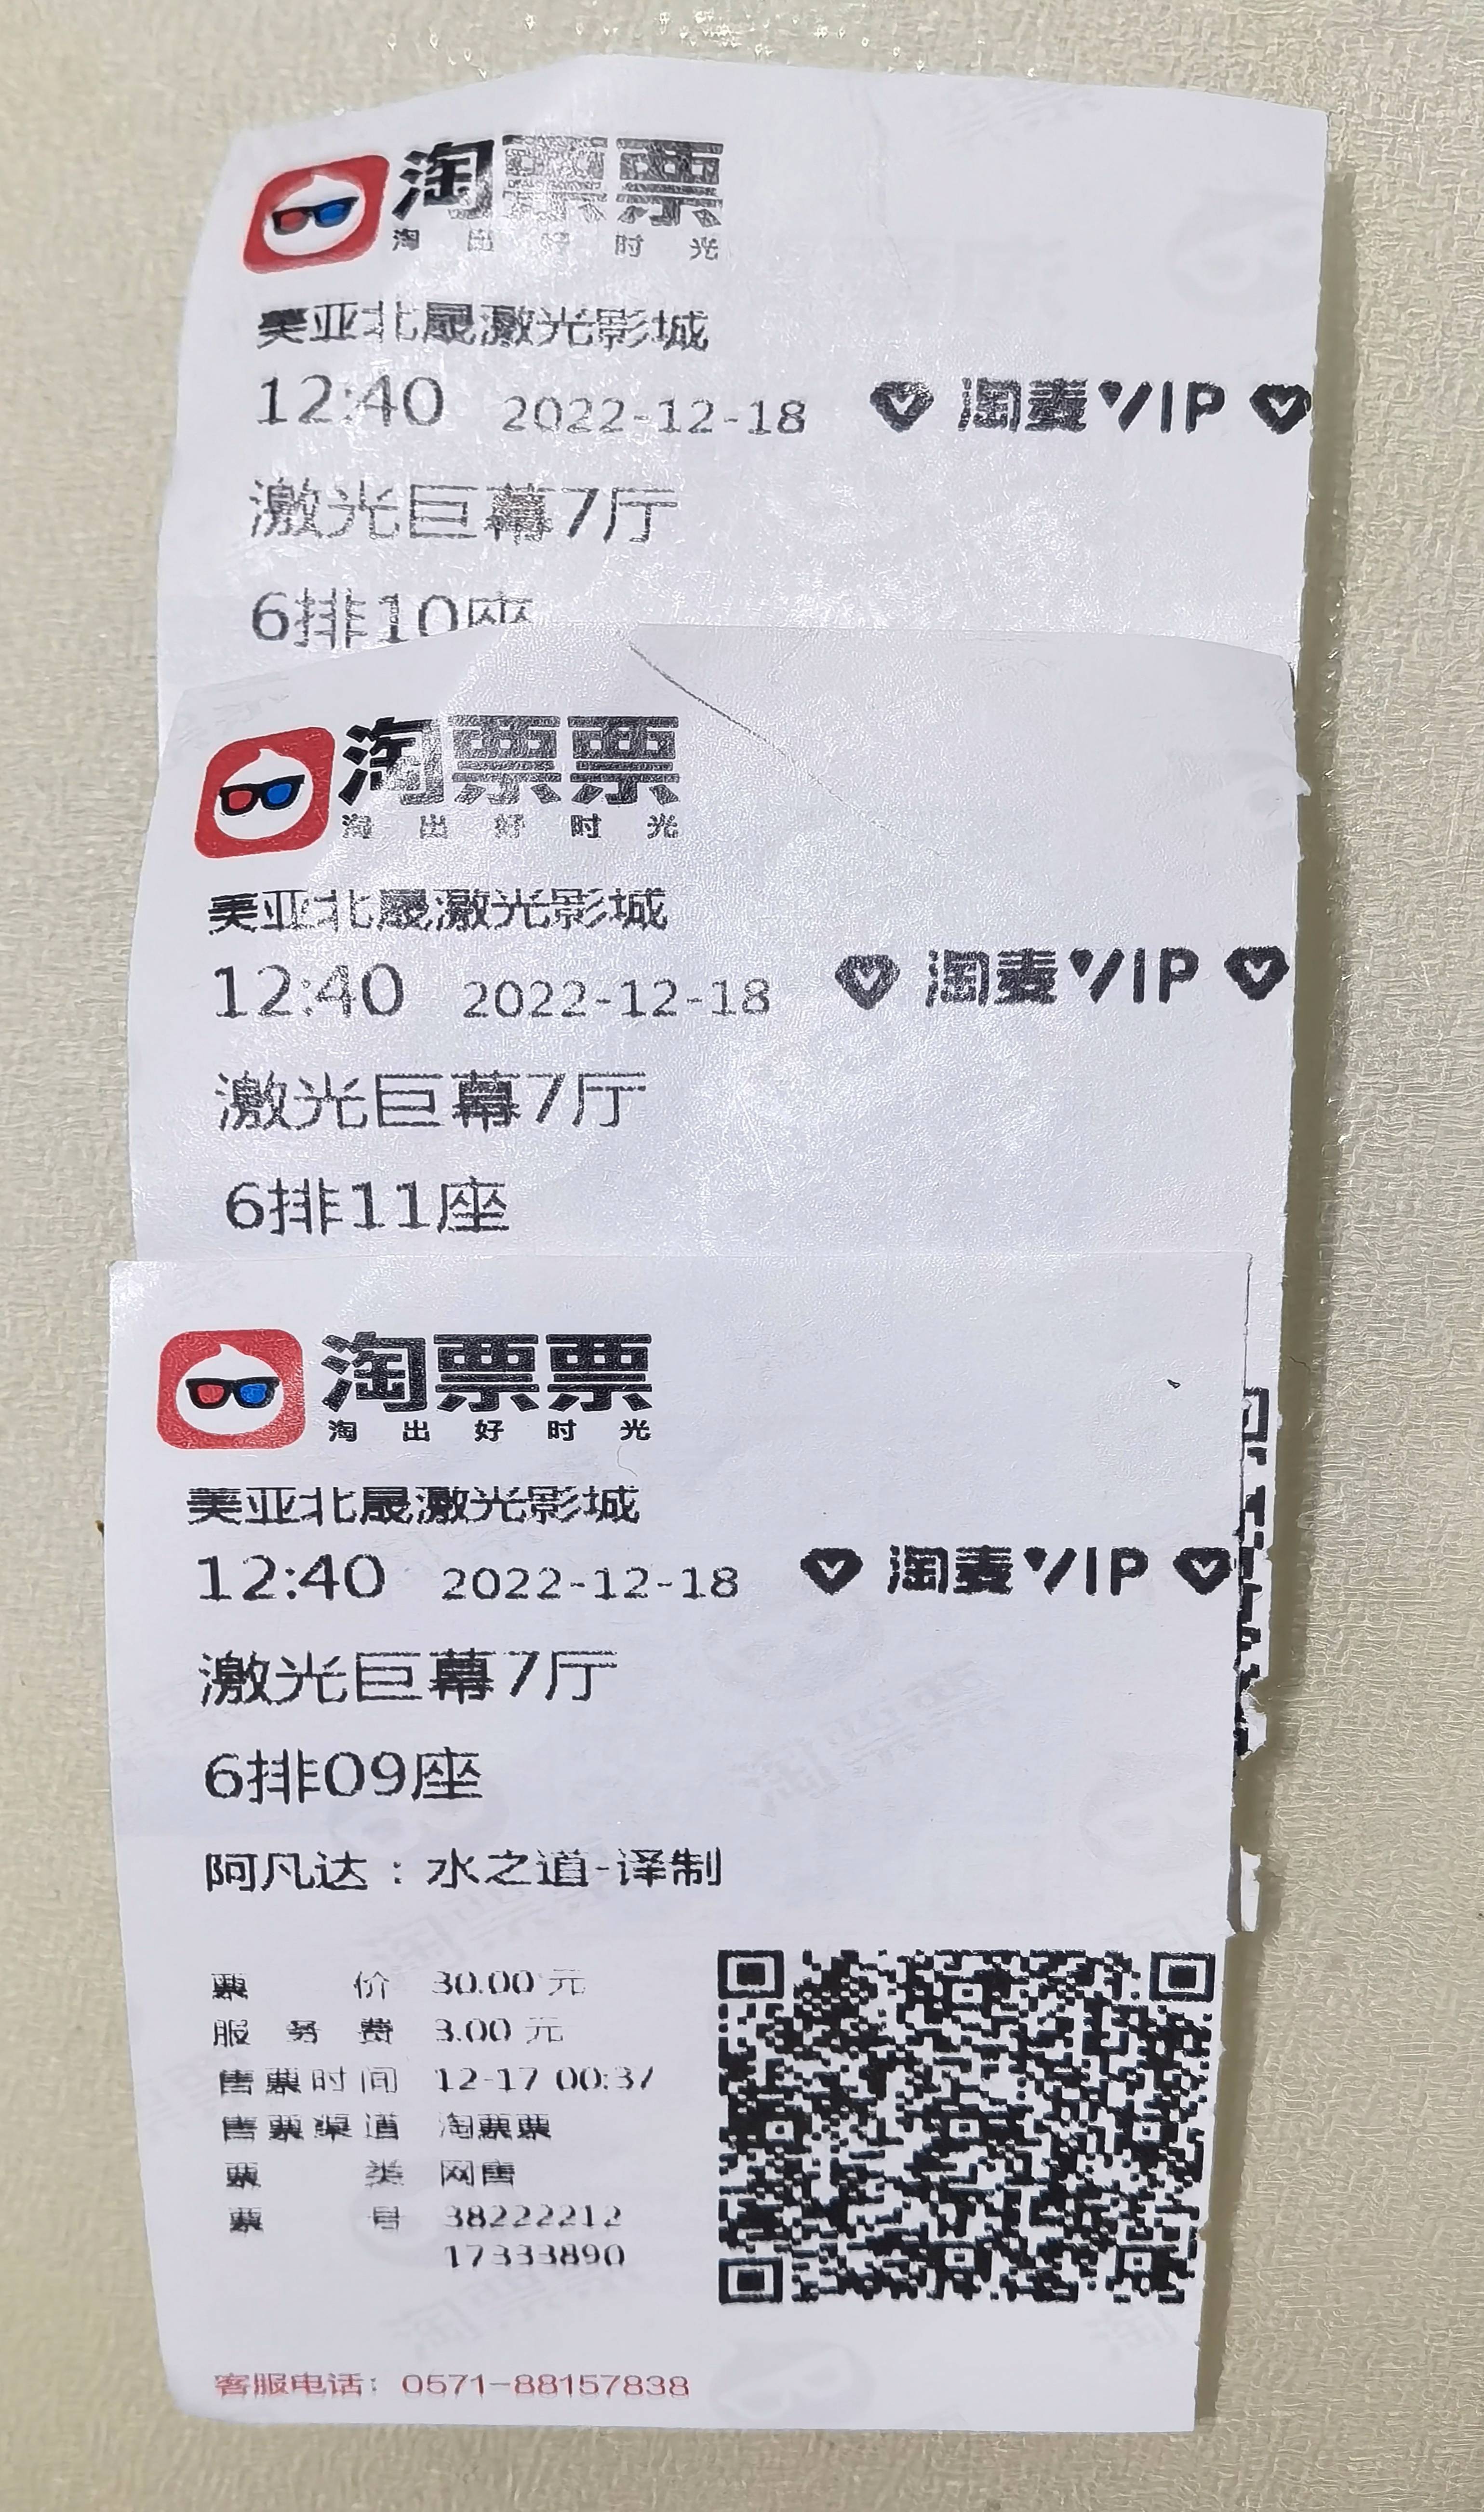 淘票票
淘出好时光
美亚北晟激光影城
12:40 2022-12-18 淘麦VIP
激光巨幕7厅
6排10座
淘票票
淘出好时光
美亚北晟激光影城
12:40 2022-12-18 淘麦VIP
激光巨幕7厅
6排11座
淘票票
淘出好时光
美亚北晟激光影城
12:40 2022-12-18 淘麦VIP
激光巨幕7厅
6排09座
阿凡达：水之道-译制
票价 30.00 元
服务费 3.00 元
售票时间 12-17 00:37
售票渠道 淘票票
票类 网售
票号 38222212
17333890
客服电话：0571-88157838